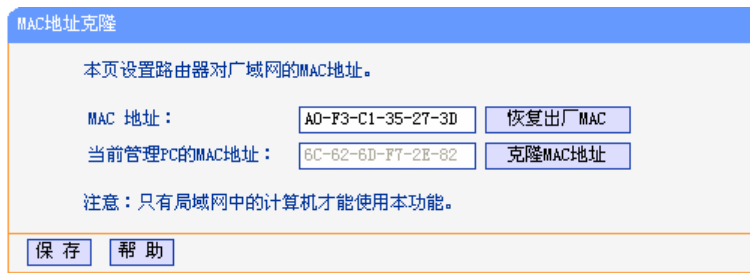 MAC地址克隆
本页设置路由器对广域网的MAC地址。
MAC 地址： A0-F3-C1-35-27-3D 恢复出厂MAC
当前管理PC的MAC地址： 6C-62-6D-F7-2E-82 克隆MAC地址
注意：只有局域网中的计算机才能使用本功能。
保 存 帮 助